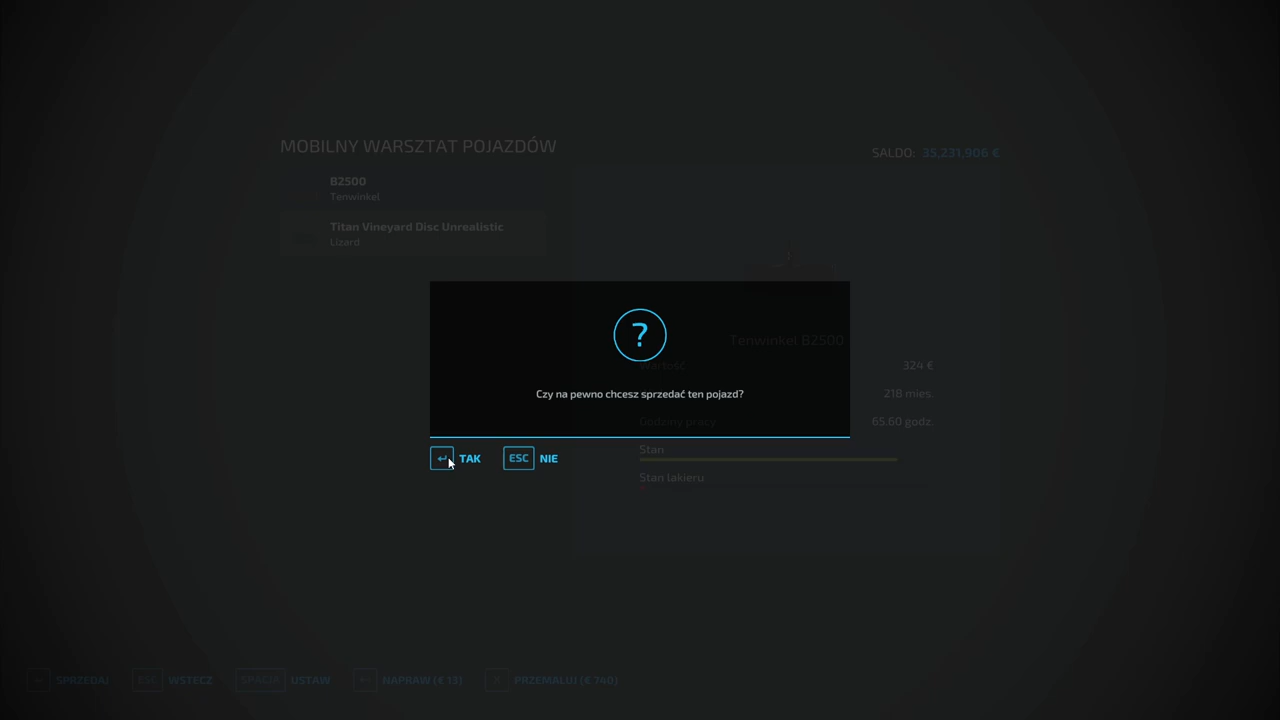 MOBILNY WARSZTAT POJAZDÓW
SALDO: 35,231,906 €
B2500
Tenwinkel
Titan Vineyard Disc Unrealistic
Lizard
?
Tenwinkel B2500
Wartość 324 €
218 mies.
Czy na pewno chcesz sprzedać ten pojazd?
Godziny pracy 65.60 godz.
Stan
TAK ESC NIE
Stan lakieru
SPRZEDAJ ESC WSTECZ SPACJA USTAW NAPRAW (€ 13) X PRZEMALUJ (€ 740)